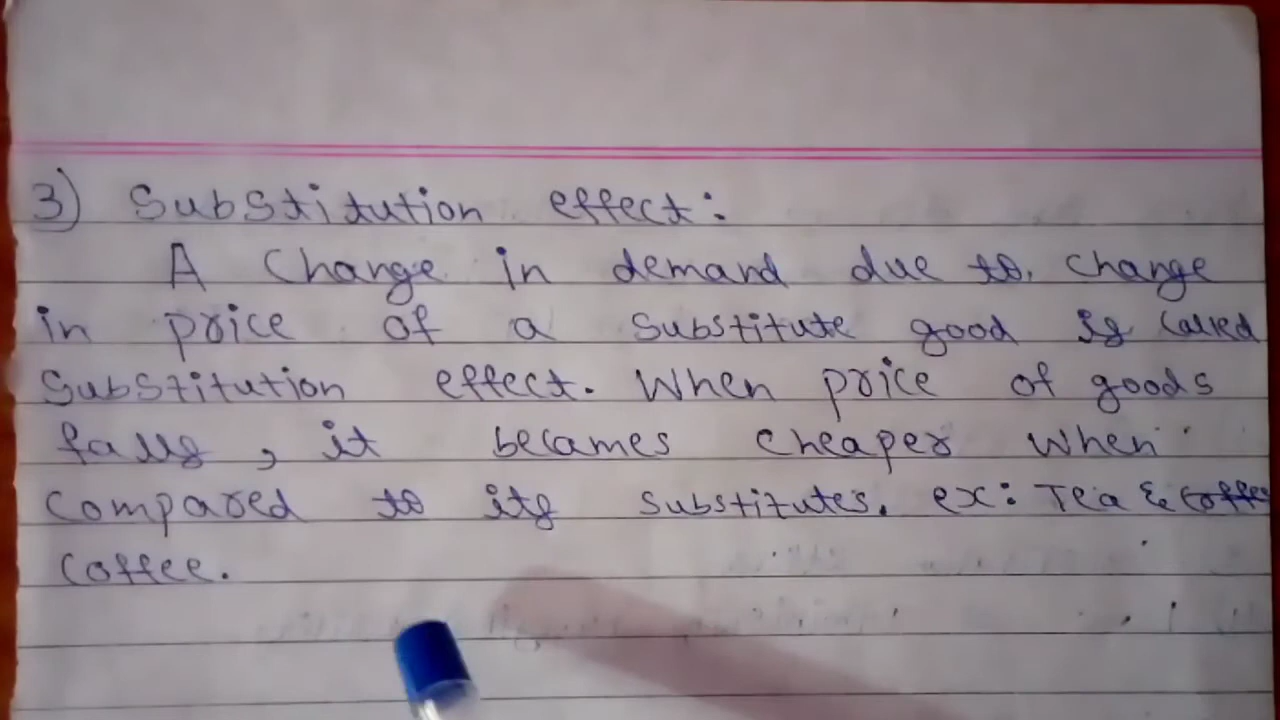 3) Substitution effect:
A Change in demand due to. change
in price of a substitute good is called
Substitution effect. When price of goods
falls, it becames cheaper when
compared to its substitutes. ex: Tea & coffee
coffee.